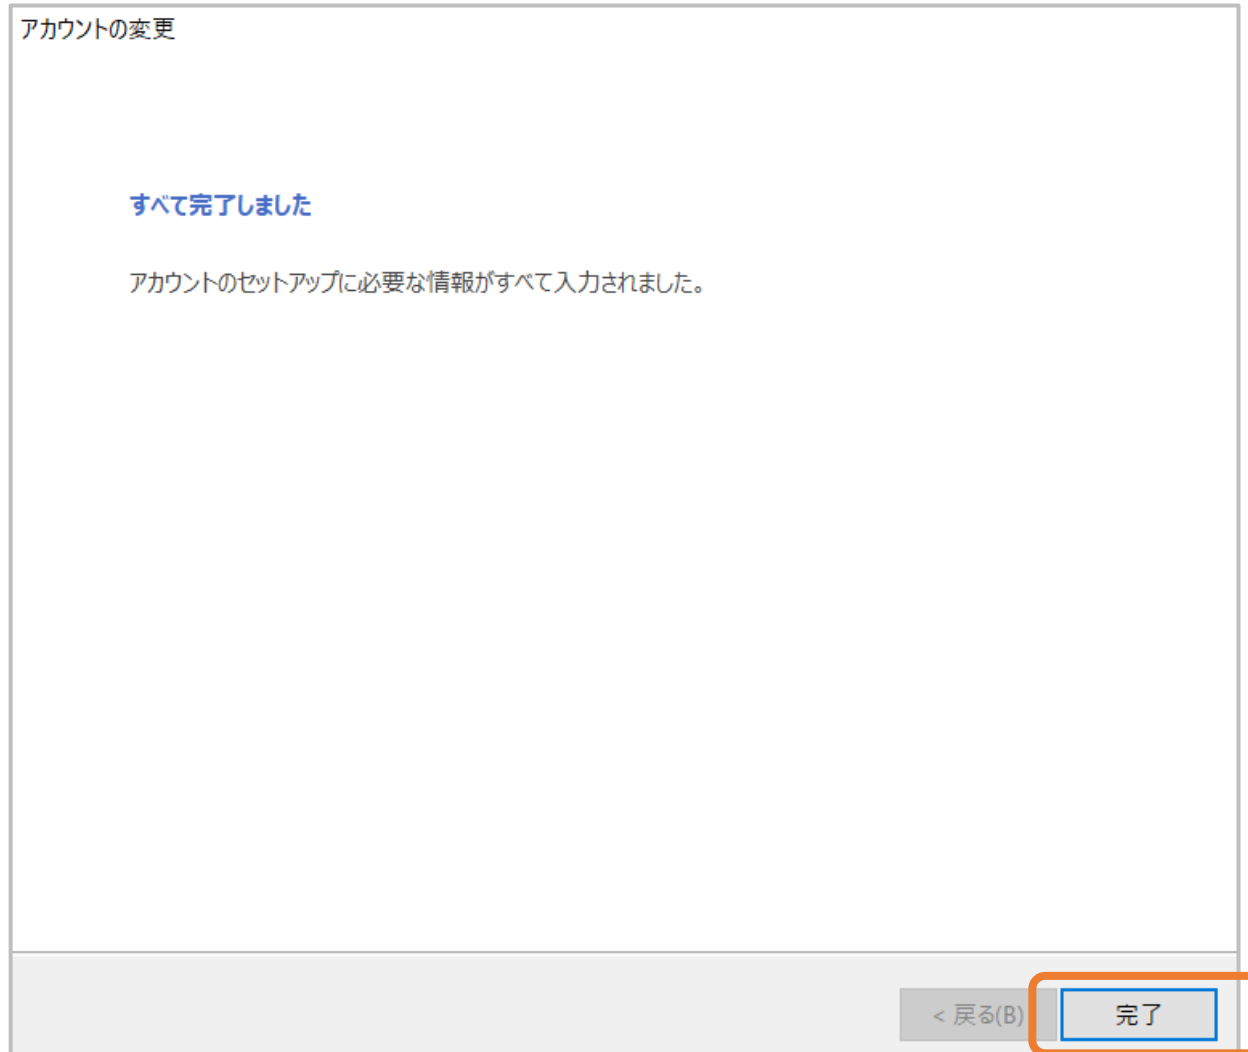 アカウントの変更
すべて完了しました
アカウントのセットアップに必要な情報がすべて入力されました。
< 戻る(B)
完了